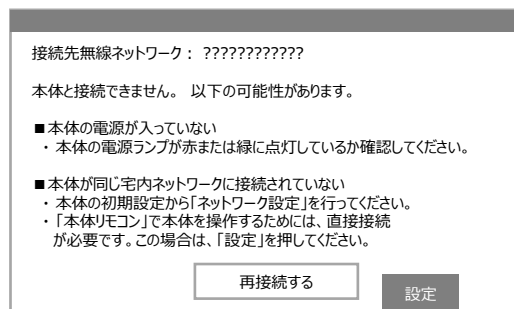 接続先無線ネットワーク： ????????????
本体と接続できません。 以下の可能性があります。
■本体の電源が入っていない
・ 本体の電源ランプが赤または緑に点灯しているか確認してください。
■本体が同じ宅内ネットワークに接続されていない
・ 本体の初期設定から「ネットワーク設定」を行ってください。
・ 「本体リモコン」で本体を操作するためには、直接接続
が必要です。この場合は、「設定」を押してください。
再接続する
設定